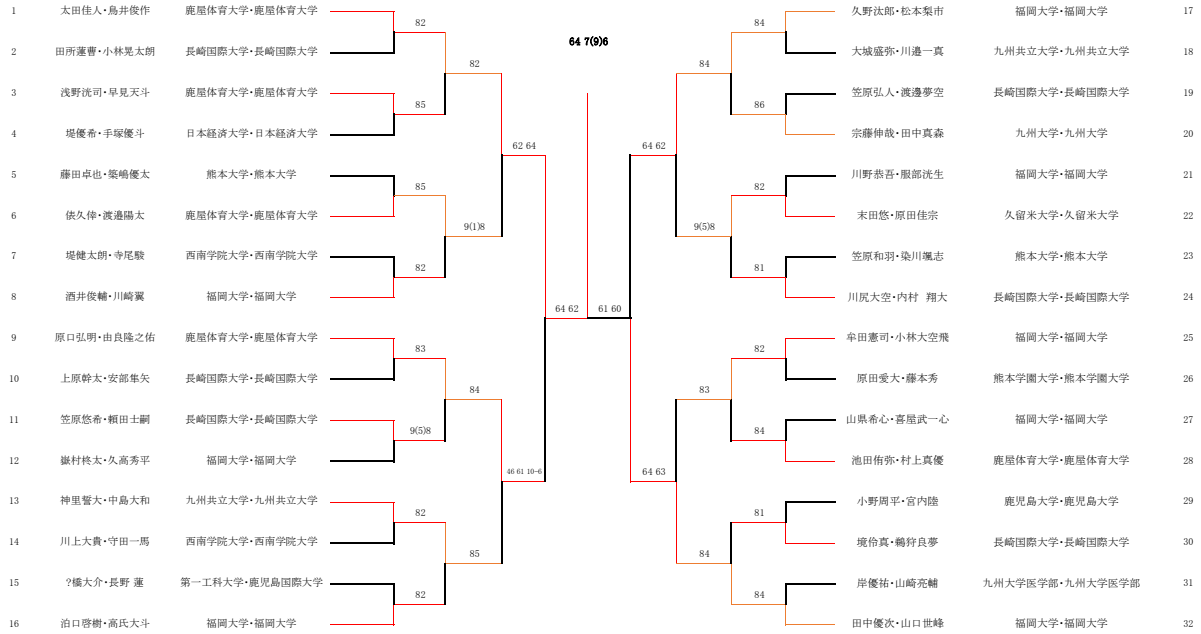 64 7(9)6
1 太田佳人・鳥井俊作 鹿屋体育大学・鹿屋体育大学
82
2 田所蓮曹・小林晃太朗 長崎国際大学・長崎国際大学
82
3 浅野洸司・早見天斗 鹿屋体育大学・鹿屋体育大学
85
4 堤優希・手塚優斗 日本経済大学・日本経済大学
62 64
5 藤田卓也・築嶋優太 熊本大学・熊本大学
85
6 俵久倖・渡邉陽太 鹿屋体育大学・鹿屋体育大学
9(1)8
7 堤健太朗・寺尾駿 西南学院大学・西南学院大学
82
8 酒井俊輔・川崎翼 福岡大学・福岡大学
64 62
9 原口弘明・由良隆之佑 鹿屋体育大学・鹿屋体育大学
83
10 上原幹太・安部隼矢 長崎国際大学・長崎国際大学
84
11 笠原悠希・頼田士嗣 長崎国際大学・長崎国際大学
9(5)8
12 嶽村柊太・久高秀平 福岡大学・福岡大学
46 61 10-6
13 神里誓大・中島大和 九州共立大学・九州共立大学
82
14 川上大貴・守田一馬 西南学院大学・西南学院大学
85
15 ?橋大介・長野 蓮 第一工科大学・鹿児島国際大学
82
16 泊口啓樹・高氏大斗 福岡大学・福岡大学
久野汰郎・松本梨市 福岡大学・福岡大学 17
84
大城盛弥・川邉一真 九州共立大学・九州共立大学 18
84
笠原弘人・渡邊夢空 長崎国際大学・長崎国際大学 19
86
宗藤伸哉・田中真森 九州大学・九州大学 20
64 62
川野恭吾・服部洸生 福岡大学・福岡大学 21
82
末田悠・原田佳宗 久留米大学・久留米大学 22
9(5)8
笠原和羽・染川颯志 熊本大学・熊本大学 23
81
川尻大空・内村 翔大 長崎国際大学・長崎国際大学 24
61 60
牟田憲司・小林大空飛 福岡大学・福岡大学 25
82
原田愛大・藤本秀 熊本学園大学・熊本学園大学 26
83
山県希心・喜屋武一心 福岡大学・福岡大学 27
84
池田侑弥・村上真優 鹿屋体育大学・鹿屋体育大学 28
64 63
小野周平・宮内陸 鹿児島大学・鹿児島大学 29
81
境伶真・鵜狩良夢 長崎国際大学・長崎国際大学 30
84
岸優祐・山崎亮輔 九州大学医学部・九州大学医学部 31
84
田中優次・山口世峰 福岡大学・福岡大学 32